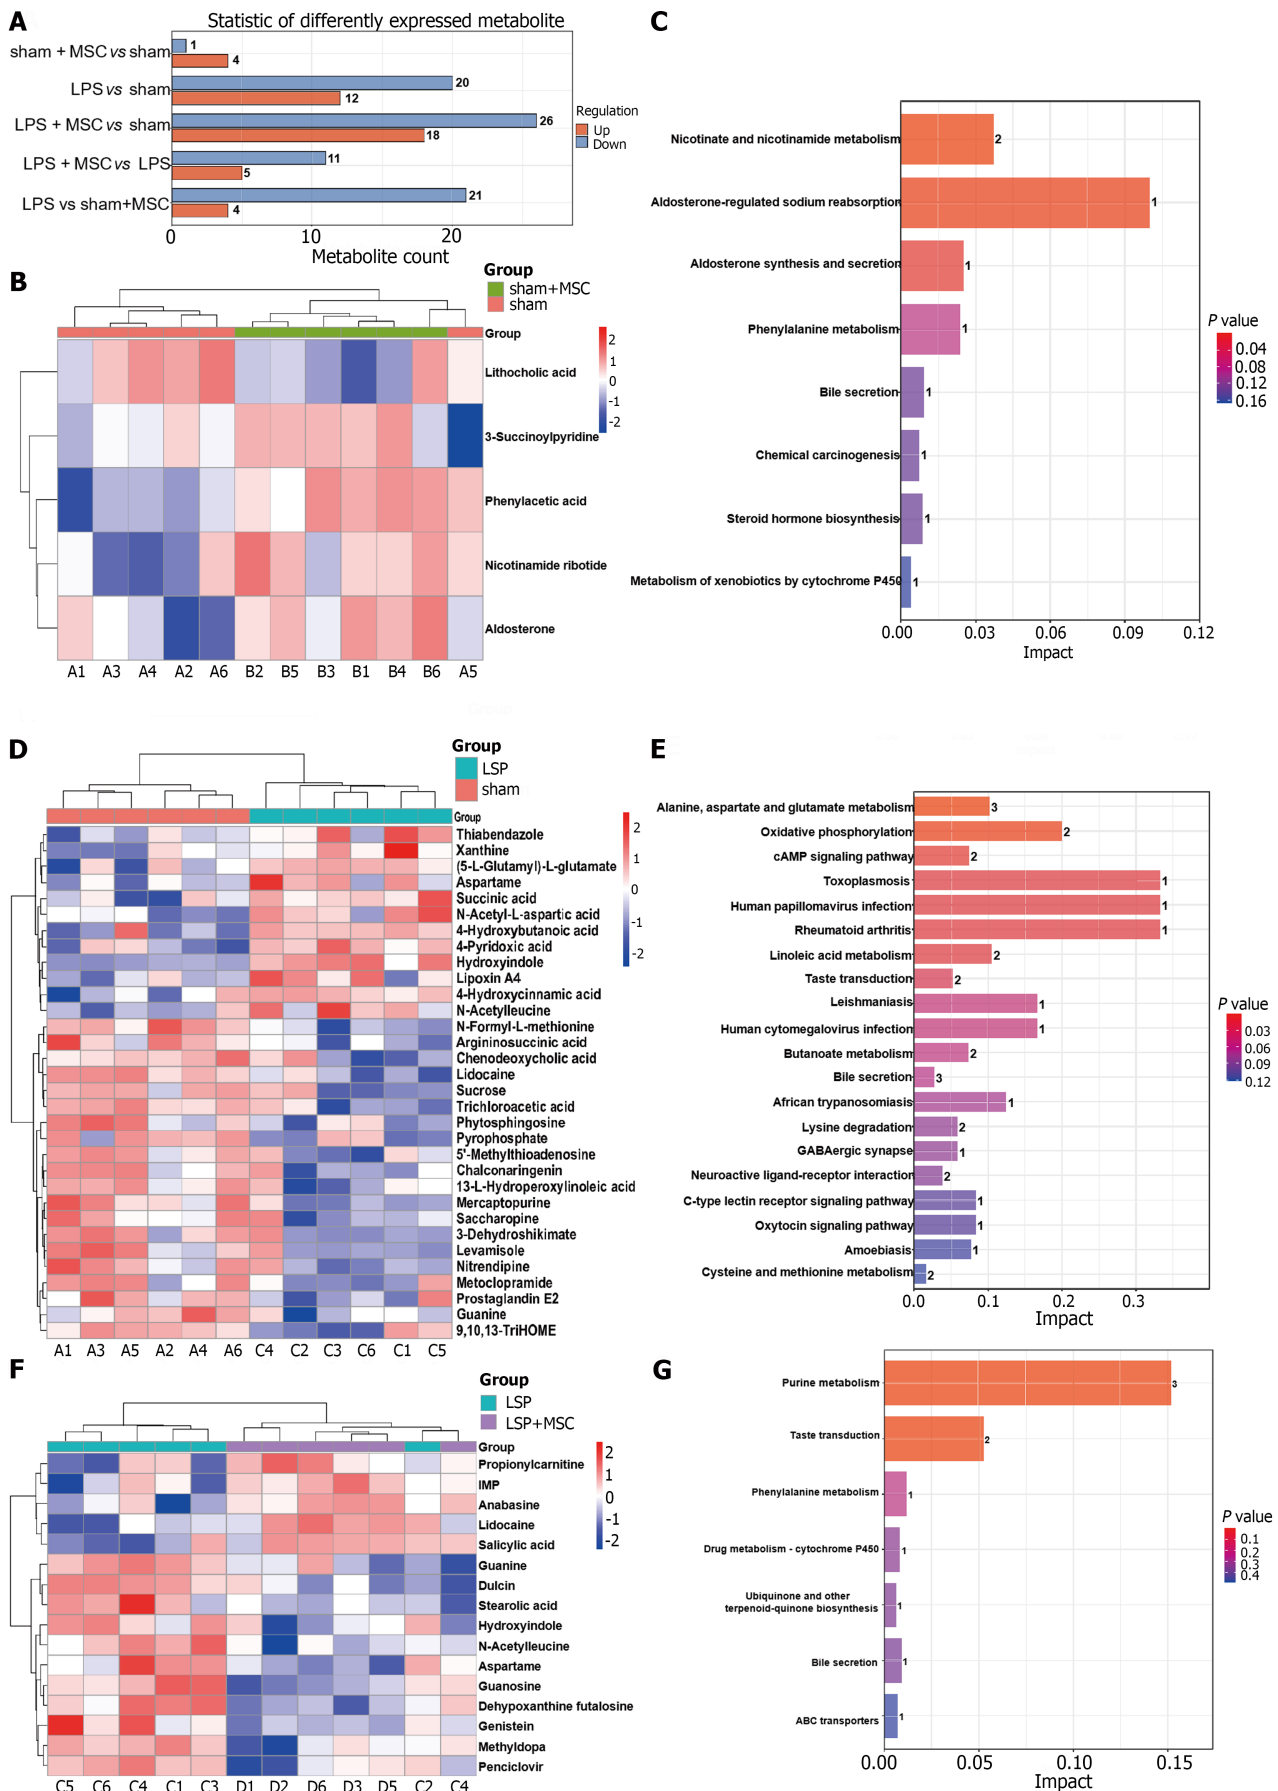 A
Statistic of differently expressed metabolite
sham + MSC vs sham
LPS vs sham
LPS + MSC vs sham
LPS + MSC vs LPS
LPS vs sham+MSC
1
4
20
12
26
18
11
5
21
4
0
10
20
Metabolite count
Regulation
Up
Down
B
Group
sham+MSC
sham
Group
2
1
0
-1
-2
Lithocholic acid
3-Succinoylpyridine
Phenylacetic acid
Nicotinamide ribotide
Aldosterone
A1 A3 A4 A2 A6 B2 B5 B3 B1 B4 B6 A5
C
Nicotinate and nicotinamide metabolism 2
Aldosterone-regulated sodium reabsorption 1
Aldosterone synthesis and secretion 1
Phenylalanine metabolism 1
Bile secretion 1
Chemical carcinogenesis 1
Steroid hormone biosynthesis 1
Metabolism of xenobiotics by cytochrome P450 1
0.00 0.03 0.06 0.09 0.12
Impact
P value
0.04
0.08
0.12
0.16
D
Group
LSP
sham
Group
2
1
0
-1
-2
Thiabendazole
Xanthine
(5-L-Glutamyl)-L-glutamate
Aspartame
Succinic acid
N-Acetyl-L-aspartic acid
4-Hydroxybutanoic acid
4-Pyridoxic acid
Hydroxyindole
Lipoxin A4
4-Hydroxycinnamic acid
N-Acetylleucine
N-Formyl-L-methionine
Argininosuccinic acid
Chenodeoxycholic acid
Lidocaine
Sucrose
Trichloroacetic acid
Phytosphingosine
Pyrophosphate
5'-Methylthioadenosine
Chalconaringenin
13-L-Hydroperoxylinoleic acid
Mercaptopurine
Saccharopine
3-Dehydroshikimate
Levamisole
Nitrendipine
Metoclopramide
Prostaglandin E2
Guanine
9,10,13-TriHOME
A1 A3 A5 A2 A4 A6 C4 C2 C3 C6 C1 C5
E
Alanine, aspartate and glutamate metabolism 3
Oxidative phosphorylation 2
cAMP signaling pathway 2
Toxoplasmosis 1
Human papillomavirus infection 1
Rheumatoid arthritis 1
Linoleic acid metabolism 2
Taste transduction 2
Leishmaniasis 1
Human cytomegalovirus infection 1
Butanoate metabolism 2
Bile secretion 3
African trypanosomiasis 1
Lysine degradation 2
GABAergic synapse 1
Neuroactive ligand-receptor interaction 2
C-type lectin receptor signaling pathway 1
Oxytocin signaling pathway 1
Amoebiasis 1
Cysteine and methionine metabolism 2
0.0 0.1 0.2 0.3
Impact
P value
0.03
0.06
0.09
0.12
F
Group
LSP
LSP+MSC
Group
2
1
0
-1
-2
Propionylcarnitine
IMP
Anabasine
Lidocaine
Salicylic acid
Guanine
Dulcin
Stearolic acid
Hydroxyindole
N-Acetylleucine
Aspartame
Guanosine
Dehypoxanthine futalosine
Genistein
Methyldopa
Penciclovir
C5 C6 C4 C1 C3 D1 D2 D6 D3 D5 C2 C4
G
Purine metabolism 3
Taste transduction 2
Phenylalanine metabolism 1
Drug metabolism - cytochrome P450 1
Ubiquinone and other
terpenoid-quinone biosynthesis 1
Bile secretion 1
ABC transporters 1
0.00 0.05 0.10 0.15
Impact
P value
0.1
0.2
0.3
0.4